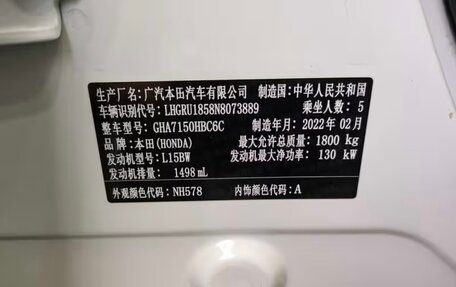 生产厂名:广汽本田汽车有限公司 制造国:中华人民共和国
车辆识别代号:LHGRU1858N8073889 乘坐人数:5
整车型号:GHA7150HBC6C 制造年月:2022年02月
品牌:本田(HONDA) 最大允许总质量:1800 kg
发动机型号:L15BW 发动机最大净功率:130 kW
发动机排量:1498 mL
外观颜色代码:NH578 内饰颜色代码:A